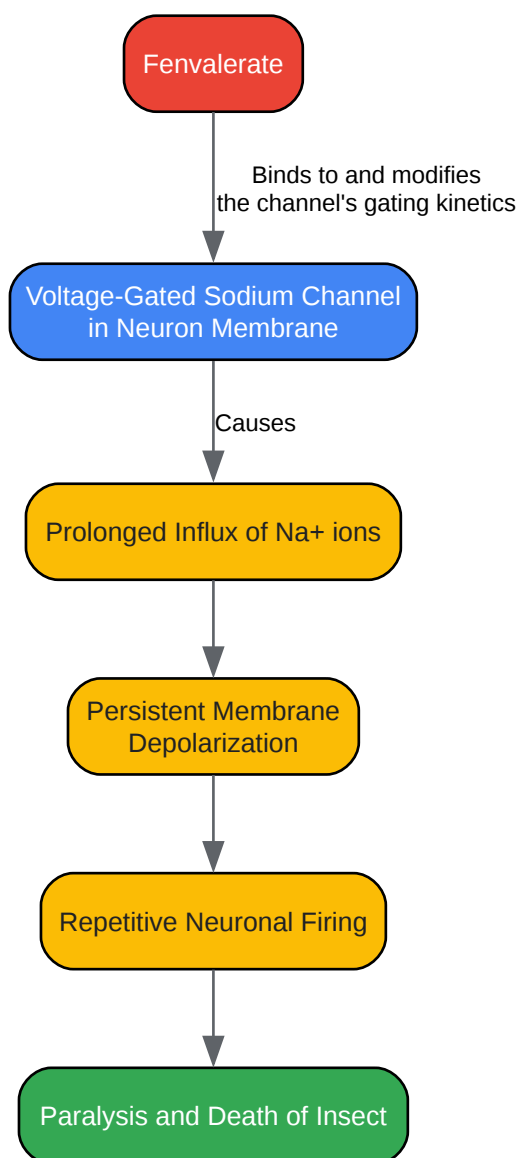 Fenvalerate
Binds to and modifies
the channel's gating kinetics
Voltage-Gated Sodium Channel
in Neuron Membrane
Causes
Prolonged Influx of Na+ ions
Persistent Membrane
Depolarization
Repetitive Neuronal Firing
Paralysis and Death of Insect